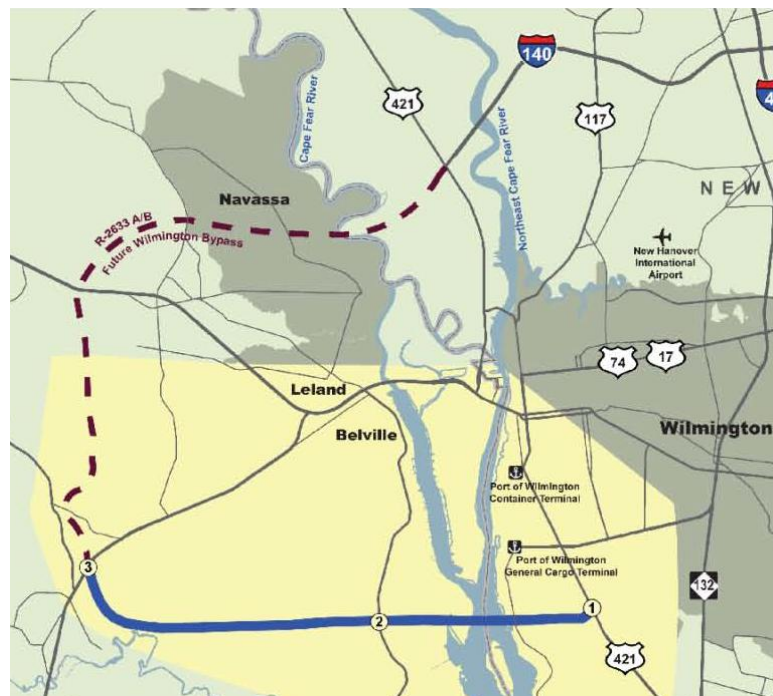 140
421
117
4
Cape Fear River
Northeast Cape Fear River
NEW
Navassa
R-2633 A/B
Future Wilmington Bypass
New Hanover
International
Airport
74
17
Leland
Belville
Wilmington
Port of Wilmington
Container Terminal
Port of Wilmington
General Cargo Terminal
3
2
1
132
421